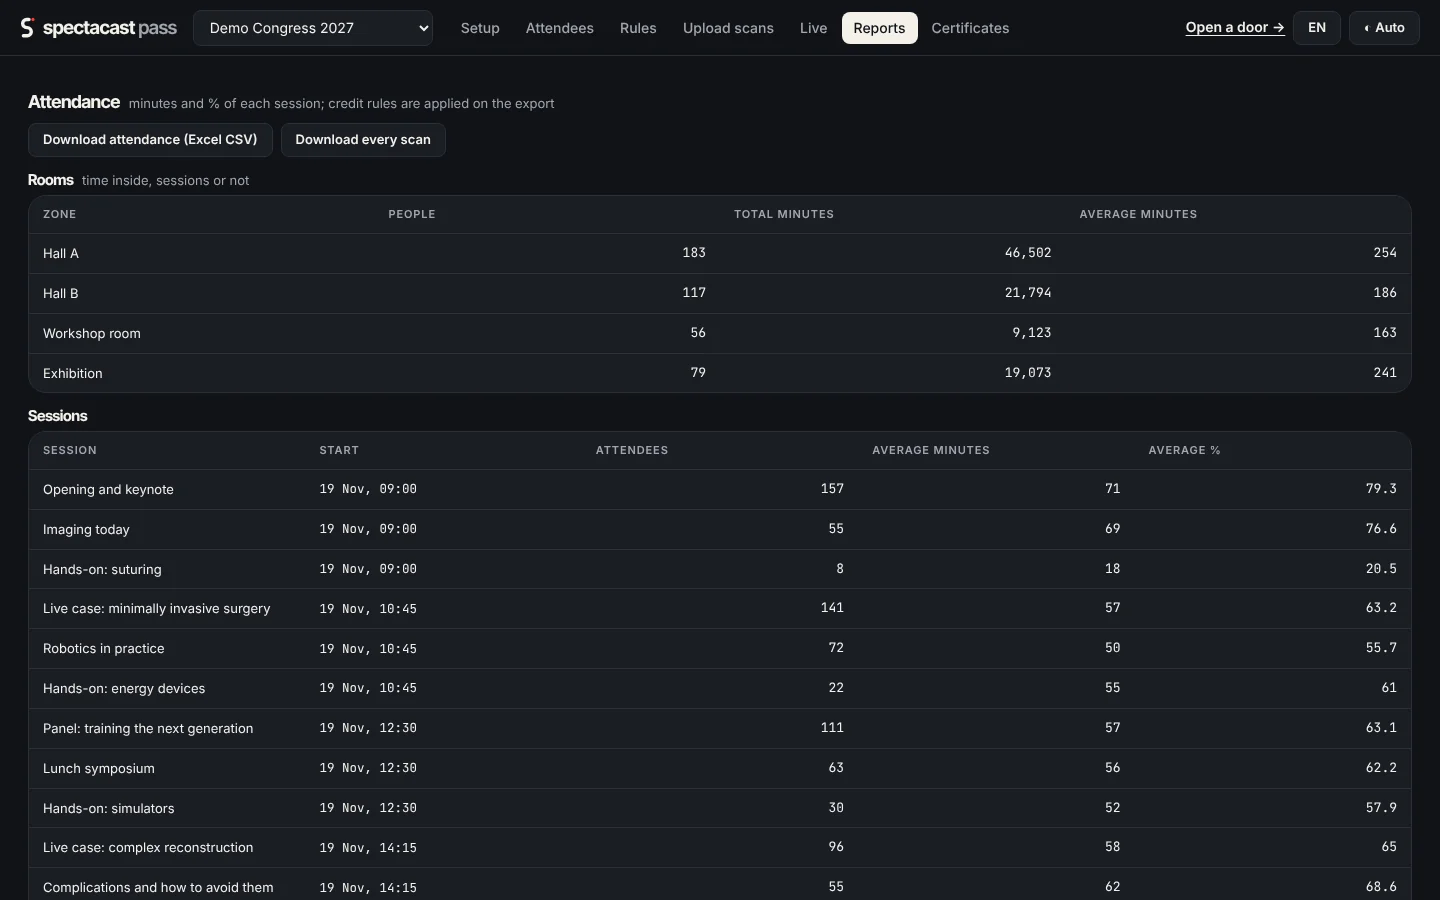 spectacast pass Demo Congress 2027 Setup Attendees Rules Upload scans Live Reports Certificates Open a door → EN Auto
Attendance minutes and % of each session; credit rules are applied on the export
Download attendance (Excel CSV) Download every scan
Rooms time inside, sessions or not
ZONE PEOPLE TOTAL MINUTES AVERAGE MINUTES
Hall A 183 46,502 254
Hall B 117 21,794 186
Workshop room 56 9,123 163
Exhibition 79 19,073 241
Sessions
SESSION START ATTENDEES AVERAGE MINUTES AVERAGE %
Opening and keynote 19 Nov, 09:00 157 71 79.3
Imaging today 19 Nov, 09:00 55 69 76.6
Hands-on: suturing 19 Nov, 09:00 8 18 20.5
Live case: minimally invasive surgery 19 Nov, 10:45 141 57 63.2
Robotics in practice 19 Nov, 10:45 72 50 55.7
Hands-on: energy devices 19 Nov, 10:45 22 55 61
Panel: training the next generation 19 Nov, 12:30 111 57 63.1
Lunch symposium 19 Nov, 12:30 63 56 62.2
Hands-on: simulators 19 Nov, 12:30 30 52 57.9
Live case: complex reconstruction 19 Nov, 14:15 96 58 65
Complications and how to avoid them 19 Nov, 14:15 55 62 68.6